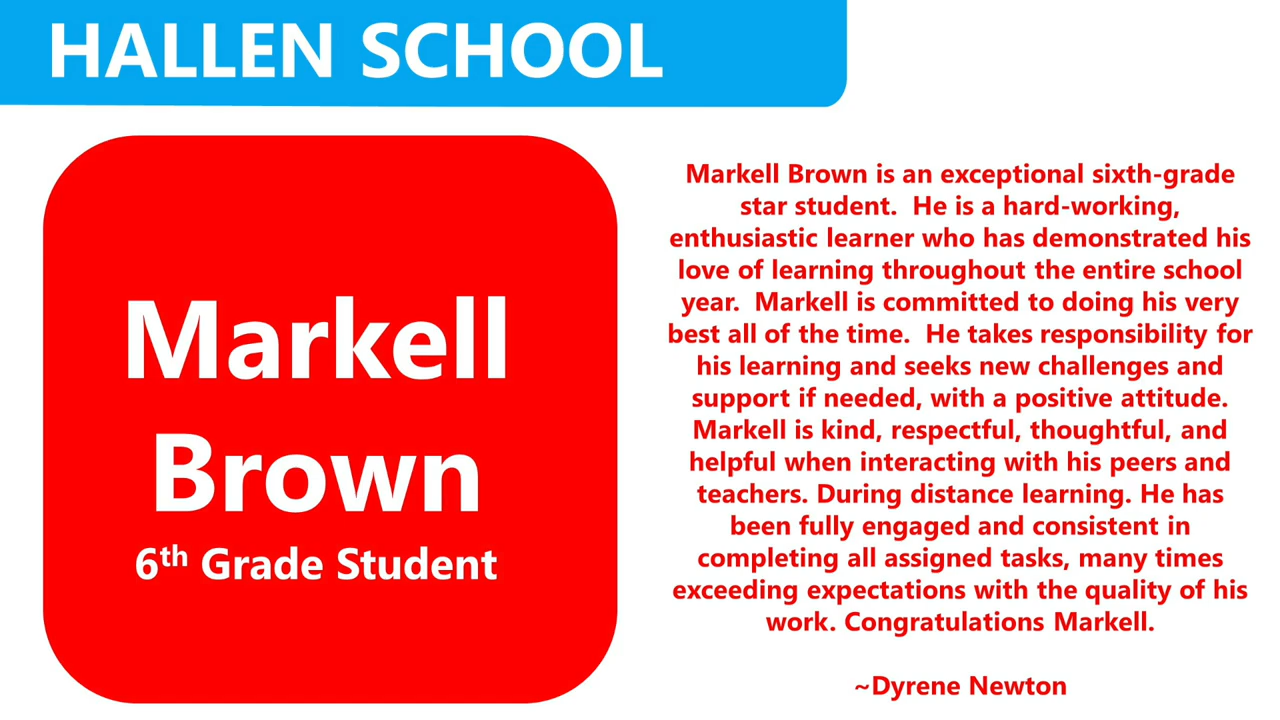 HALLEN SCHOOL
Markell
Brown
6th Grade Student
Markell Brown is an exceptional sixth-grade
star student.  He is a hard-working,
enthusiastic learner who has demonstrated his
love of learning throughout the entire school
year.  Markell is committed to doing his very
best all of the time.  He takes responsibility for
his learning and seeks new challenges and
support if needed, with a positive attitude.
Markell is kind, respectful, thoughtful, and
helpful when interacting with his peers and
teachers. During distance learning. He has
been fully engaged and consistent in
completing all assigned tasks, many times
exceeding expectations with the quality of his
work. Congratulations Markell.
~Dyrene Newton